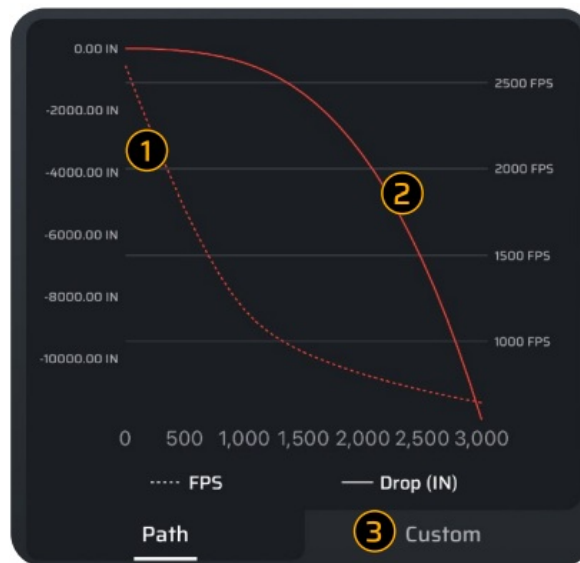 0.00 IN
2500 FPS
-2000.00 IN
1
2000 FPS
-4000.00 IN
2
-6000.00 IN
1500 FPS
-8000.00 IN
1000 FPS
-10000.00 IN
0 500 1,000 1,500 2,000 2,500 3,000
FPS Drop (IN)
Path 3 Custom